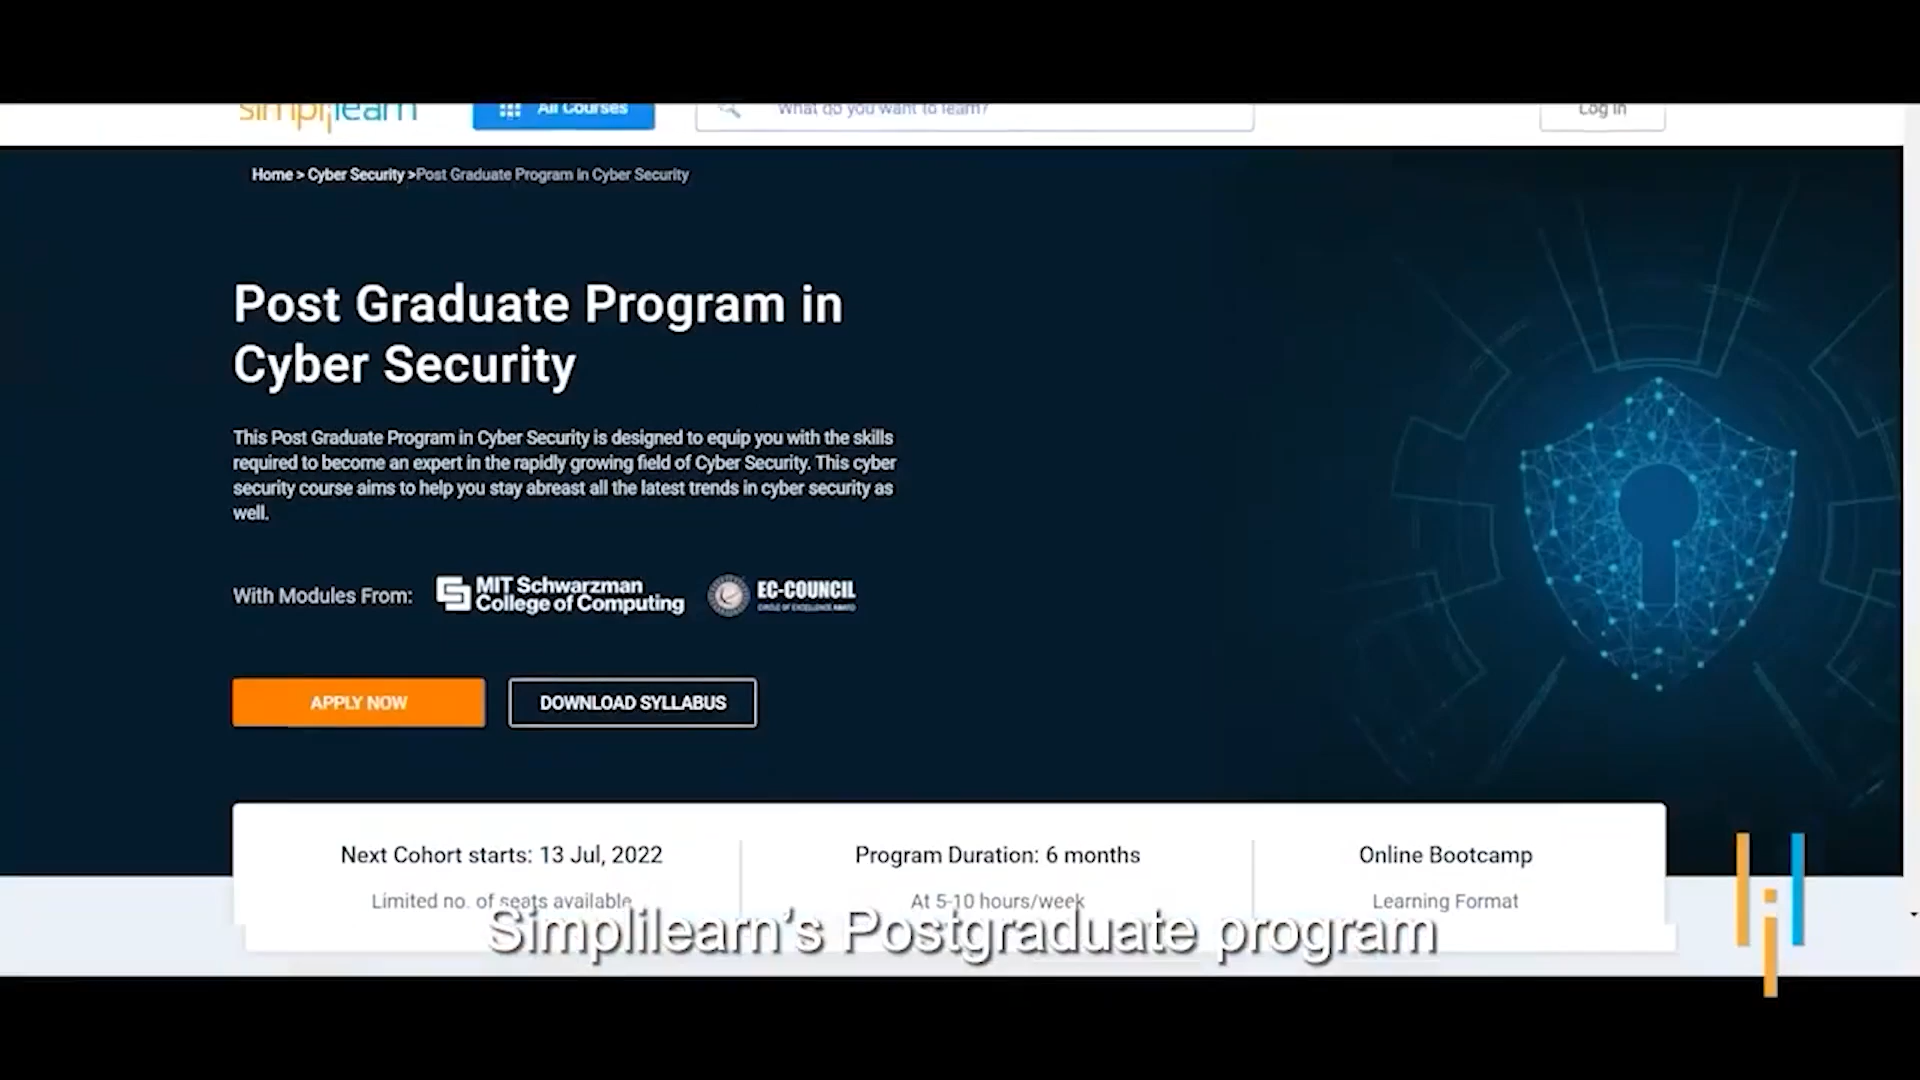 simplilearn
All Courses
What do you want to learn?
Log in
Home > Cyber Security >Post Graduate Program in Cyber Security
Post Graduate Program in
Cyber Security
This Post Graduate Program in Cyber Security is designed to equip you with the skills
required to become an expert in the rapidly growing field of Cyber Security. This cyber
security course aims to help you stay abreast all the latest trends in cyber security as
well.
With Modules From:
MIT Schwarzman
College of Computing
EC-COUNCIL
CIRCLE OF EXCELLENCE AWARD
APPLY NOW
DOWNLOAD SYLLABUS
Next Cohort starts: 13 Jul, 2022
Limited no. of seats available
Program Duration: 6 months
At 5-10 hours/week
Online Bootcamp
Learning Format
Simplilearn's Postgraduate program